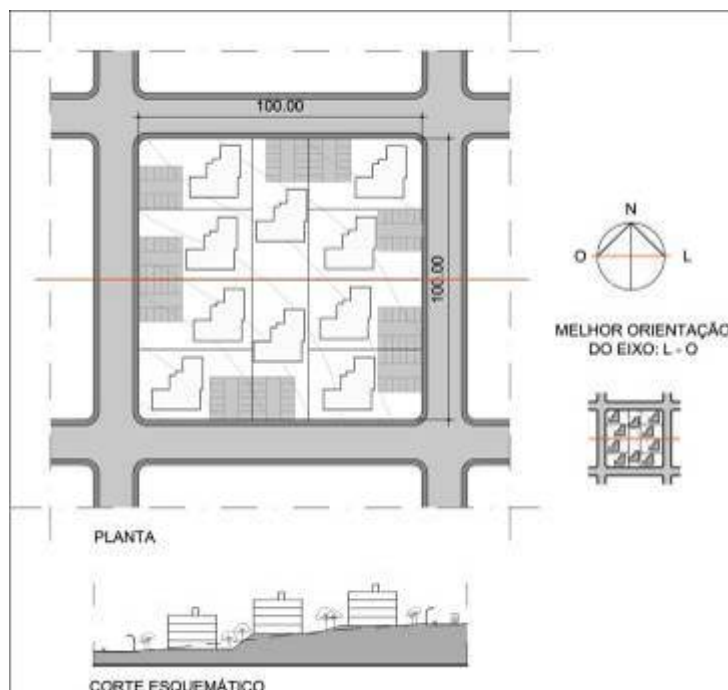 100.00
100.00
N
O L
MELHOR ORIENTAÇÃO
DO EIXO: L - O
PLANTA
CORTE ESQUEMÁTICO